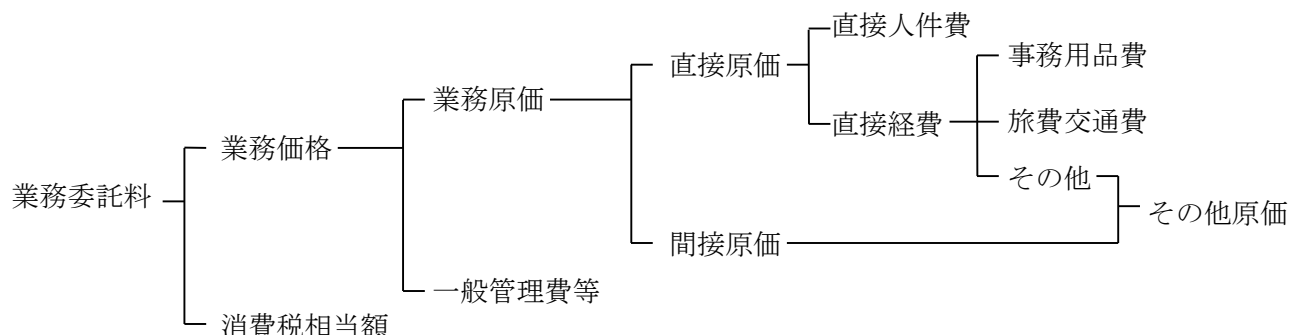 直接人件費
事務用品費
直接原価
業務原価
直接経費
旅費交通費
業務価格
その他
業務委託料
その他原価
間接原価
一般管理費等
消費税相当額